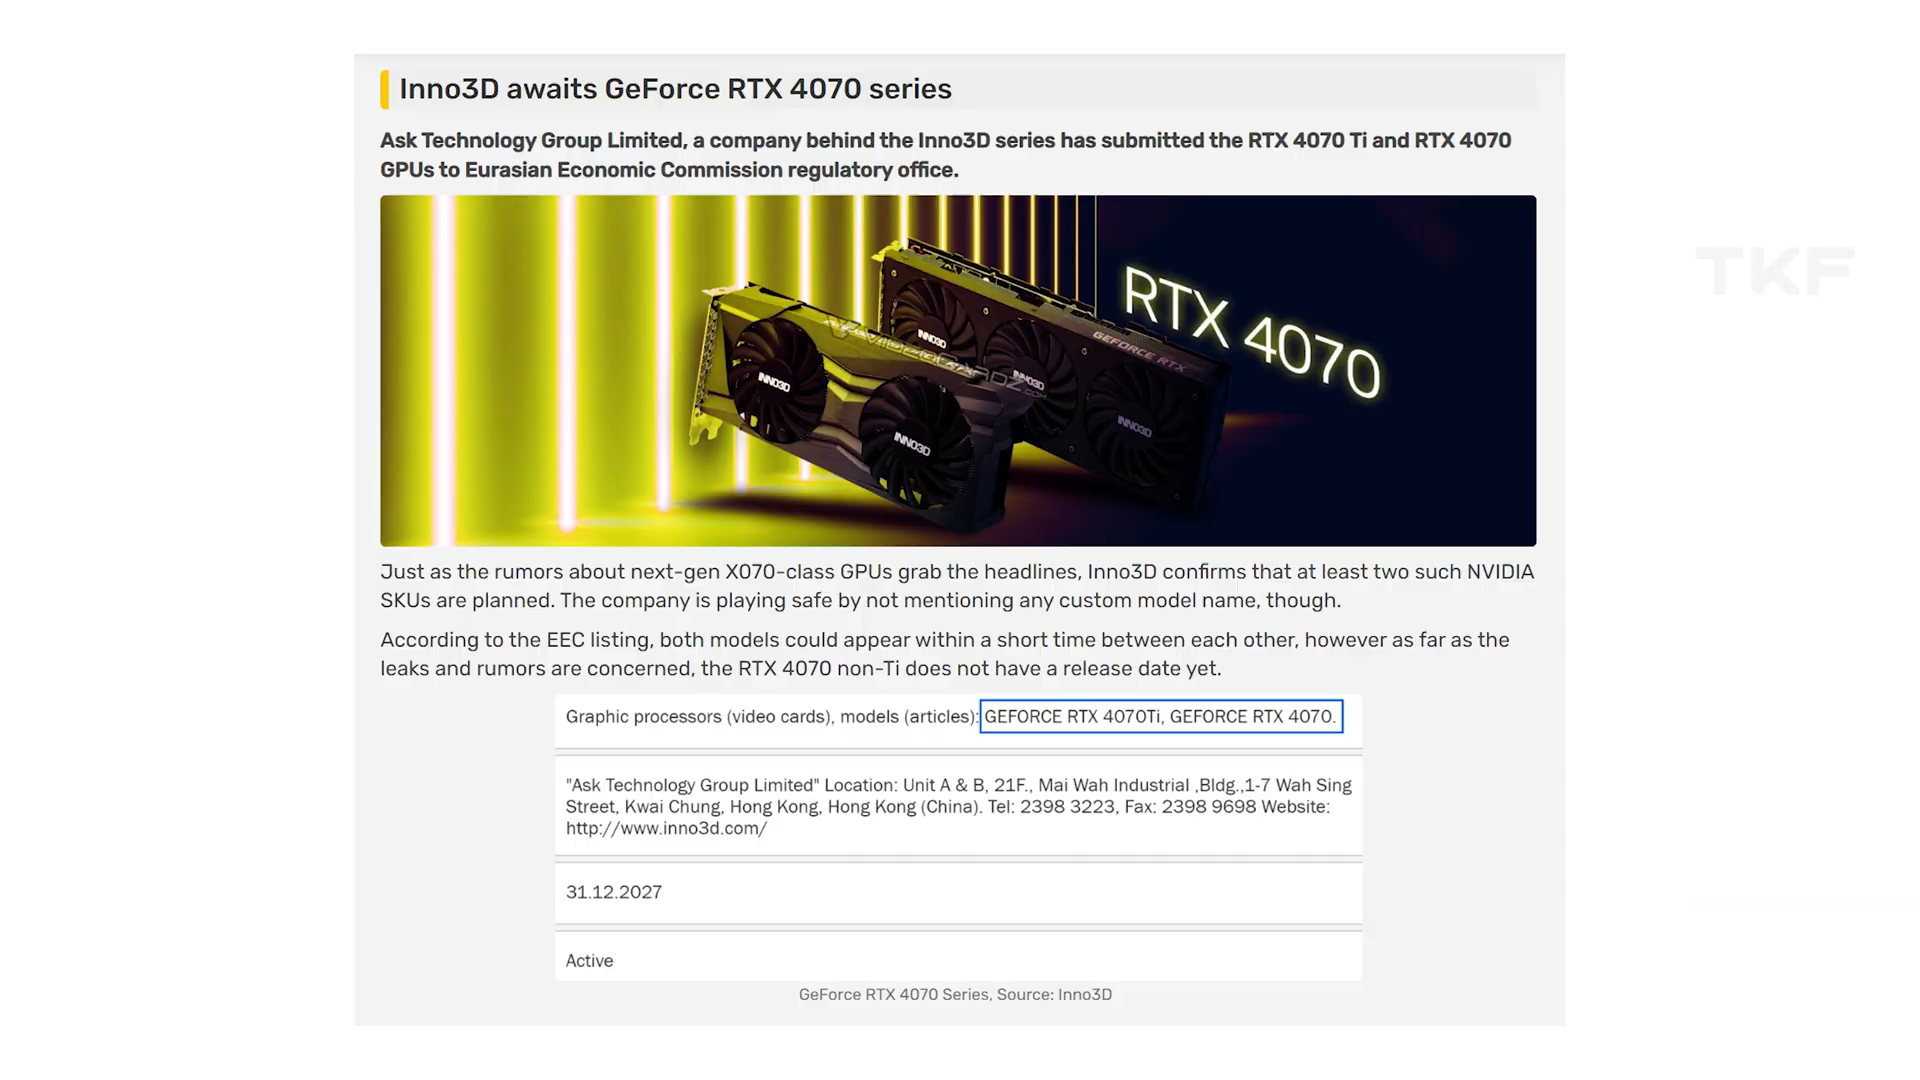 Inno3D awaits GeForce RTX 4070 series
Ask Technology Group Limited, a company behind the Inno3D series has submitted the RTX 4070 Ti and RTX 4070
GPUs to Eurasian Economic Commission regulatory office.
TKF
RTX 4070
GEFORCE RTX
INNO3D
INNO3D
INNO3D
INNO3D
INNO3D
Just as the rumors about next-gen X070-class GPUs grab the headlines, Inno3D confirms that at least two such NVIDIA
SKUs are planned. The company is playing safe by not mentioning any custom model name, though.
According to the EEC listing, both models could appear within a short time between each other, however as far as the
leaks and rumors are concerned, the RTX 4070 non-Ti does not have a release date yet.
Graphic processors (video cards), models (articles): GEFORCE RTX 4070Ti, GEFORCE RTX 4070.
"Ask Technology Group Limited" Location: Unit A & B, 21F., Mai Wah Industrial ,Bldg.,1-7 Wah Sing
Street, Kwai Chung, Hong Kong, Hong Kong (China). Tel: 2398 3223, Fax: 2398 9698 Website:
http://www.inno3d.com/
31.12.2027
Active
GeForce RTX 4070 Series, Source: Inno3D